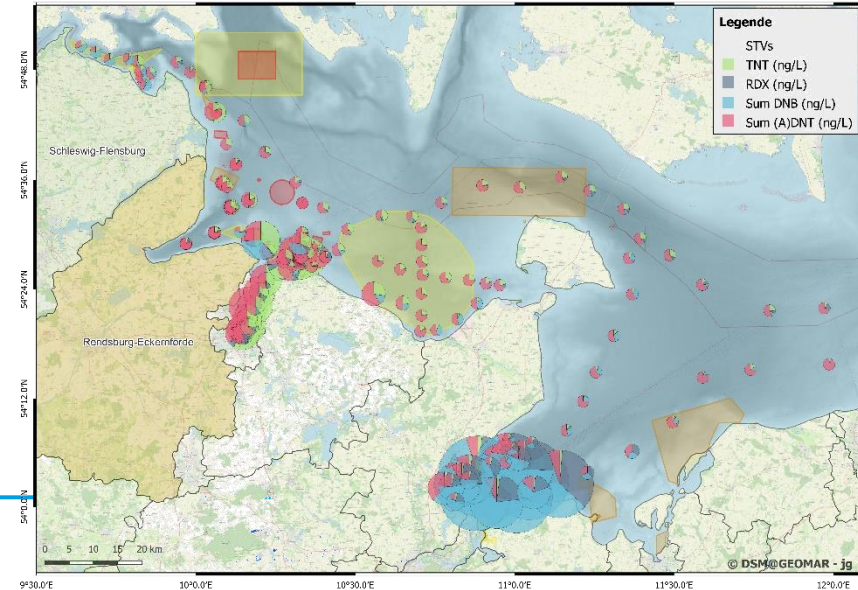 Legende
STVs
TNT (ng/L)
RDX (ng/L)
Sum DNB (ng/L)
Sum (A)DNT (ng/L)
54°48.0'N
Schleswig-Flensburg
54°36.0'N
54°24.0'N
Rendsburg-Eckernförde
54°12.0'N
54°0.0'N
0 5 10 15 20 km
© DSM@GEOMAR - jg
9°30.0'E 10°0.0'E 10°30.0'E 11°0.0'E 11°30.0'E 12°0.0'E